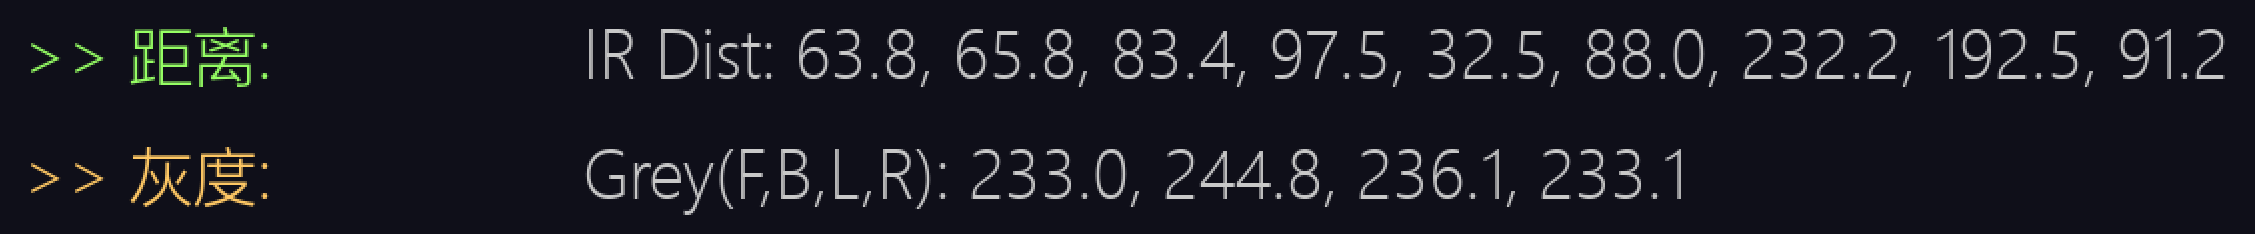 >> 距离: IR Dist: 63.8, 65.8, 83.4, 97.5, 32.5, 88.0, 232.2, 192.5, 91.2
>> 灰度: Grey(F,B,L,R): 233.0, 244.8, 236.1, 233.1